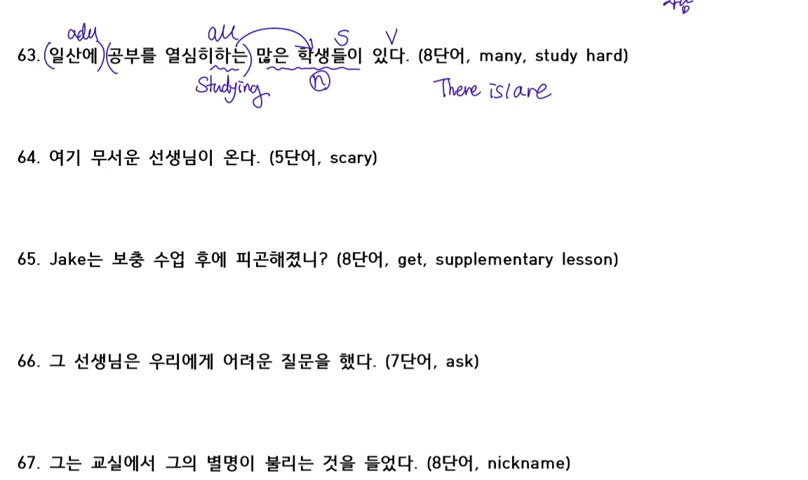 adv all S V
63. (일산에) (공부를 열심히하는) 많은 학생들이 있다. (8단어, many, study hard)
studying n There is/are
64. 여기 무서운 선생님이 온다. (5단어, scary)
65. Jake는 보충 수업 후에 피곤해졌니? (8단어, get, supplementary lesson)
66. 그 선생님은 우리에게 어려운 질문을 했다. (7단어, ask)
67. 그는 교실에서 그의 별명이 불리는 것을 들었다. (8단어, nickname)